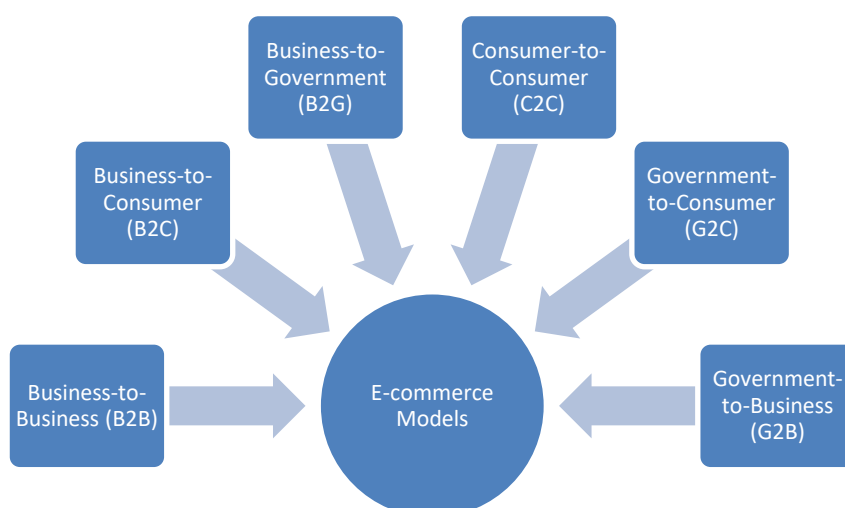 Business-to-
Government
(B2G)
Consumer-to-
Consumer
(C2C)
Business-to-
Consumer
(B2C)
Government-
to-Consumer
(G2C)
Business-to-
Business (B2B)
E-commerce
Models
Government-
to-Business
(G2B)